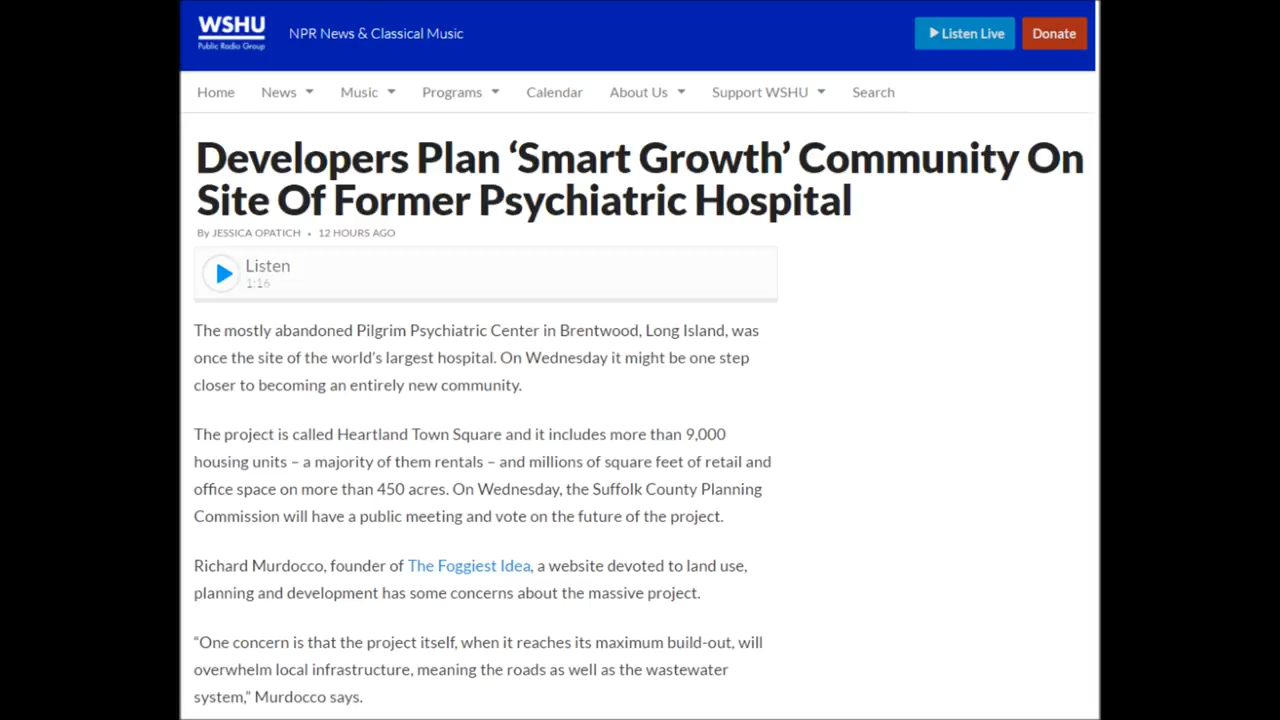 WSHU
Public Radio Group
NPR News & Classical Music
Listen Live
Donate
Home
News
Music
Programs
Calendar
About Us
Support WSHU
Search
Developers Plan ‘Smart Growth’ Community On
Site Of Former Psychiatric Hospital
By JESSICA OPATICH • 12 HOURS AGO
Listen
1:16
The mostly abandoned Pilgrim Psychiatric Center in Brentwood, Long Island, was
once the site of the world’s largest hospital. On Wednesday it might be one step
closer to becoming an entirely new community.
The project is called Heartland Town Square and it includes more than 9,000
housing units – a majority of them rentals – and millions of square feet of retail and
office space on more than 450 acres. On Wednesday, the Suffolk County Planning
Commission will have a public meeting and vote on the future of the project.
Richard Murdocco, founder of The Foggiest Idea, a website devoted to land use,
planning and development has some concerns about the massive project.
“One concern is that the project itself, when it reaches its maximum build-out, will
overwhelm local infrastructure, meaning the roads as well as the wastewater
system,” Murdocco says.